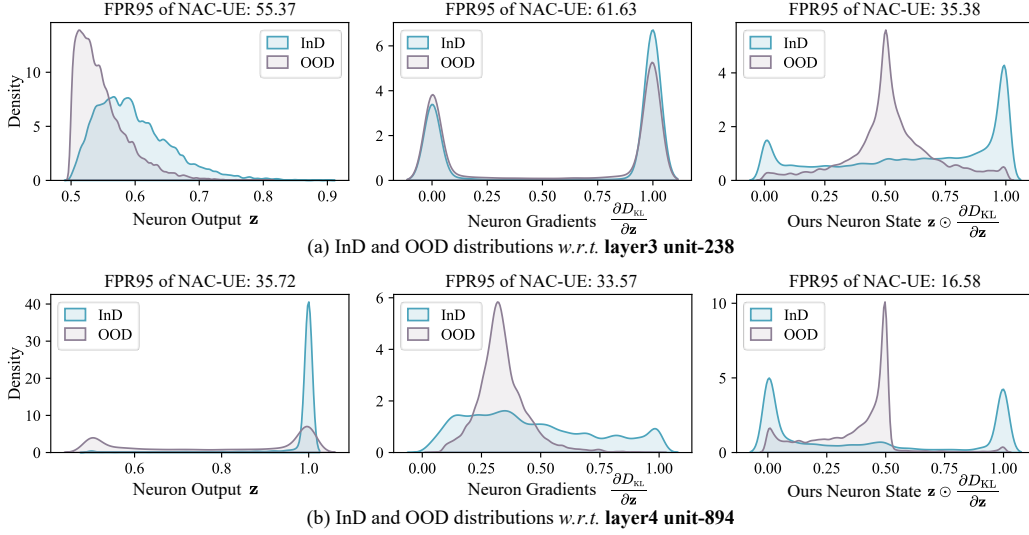 FPR95 of NAC-UE: 55.37
FPR95 of NAC-UE: 61.63
FPR95 of NAC-UE: 35.38
Density
10
5
0
InD
OOD
0.5 0.6 0.7 0.8 0.9
Neuron Output z
6
4
2
0
InD
OOD
0.00 0.25 0.50 0.75 1.00
Neuron Gradients ∂D_KL/∂z
4
2
0
InD
OOD
0.00 0.25 0.50 0.75 1.00
Ours Neuron State z ⊙ ∂D_KL/∂z
(a) InD and OOD distributions w.r.t. layer3 unit-238
FPR95 of NAC-UE: 35.72
FPR95 of NAC-UE: 33.57
FPR95 of NAC-UE: 16.58
Density
40
30
20
10
0
InD
OOD
0.6 0.8 1.0
Neuron Output z
6
4
2
0
InD
OOD
0.00 0.25 0.50 0.75 1.00
Neuron Gradients ∂D_KL/∂z
10
5
0
InD
OOD
0.00 0.25 0.50 0.75 1.00
Ours Neuron State z ⊙ ∂D_KL/∂z
(b) InD and OOD distributions w.r.t. layer4 unit-894